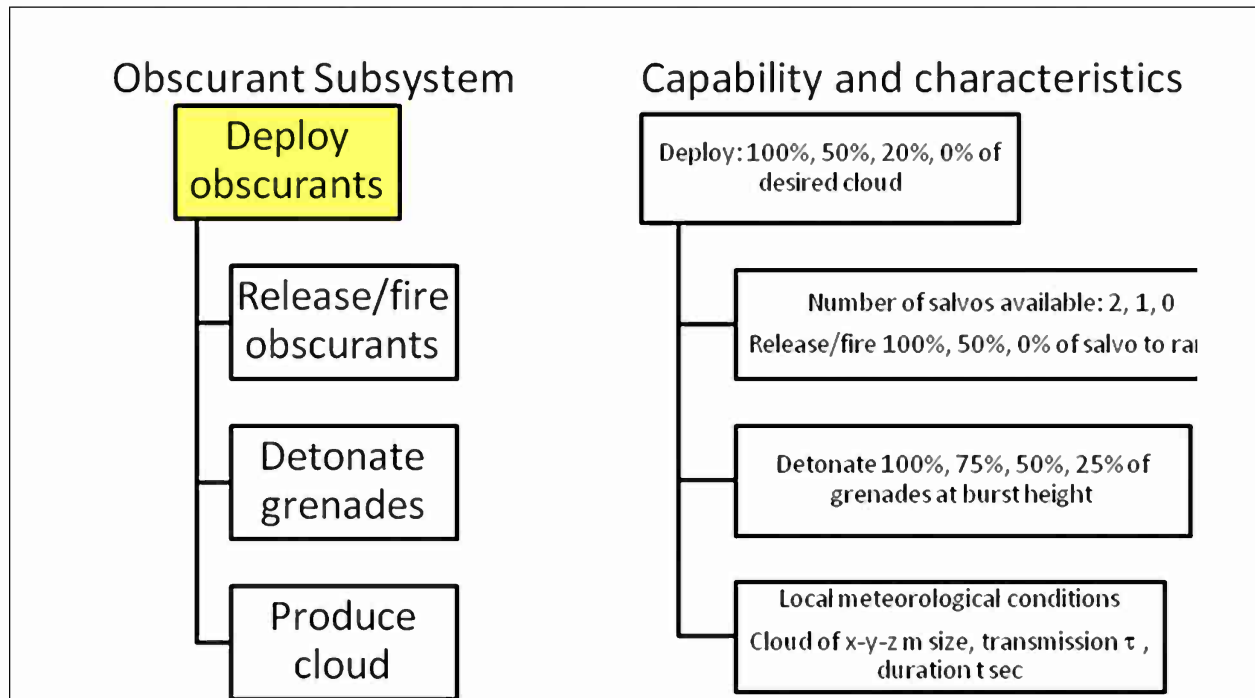 Obscurant Subsystem
Deploy
obscurants
Release/fire
obscurants
Detonate
grenades
Produce
cloud
Capability and characteristics
Deploy: 100%, 50%, 20%, 0% of
desired cloud
Number of salvos available: 2, 1, 0
Release/fire 100%, 50%, 0% of salvo to
Detonate 100%, 75%, 50%, 25% of
grenades at burst height
Local meteorological conditions
Cloud of x-y-z m size, transmission τ ,
duration t sec